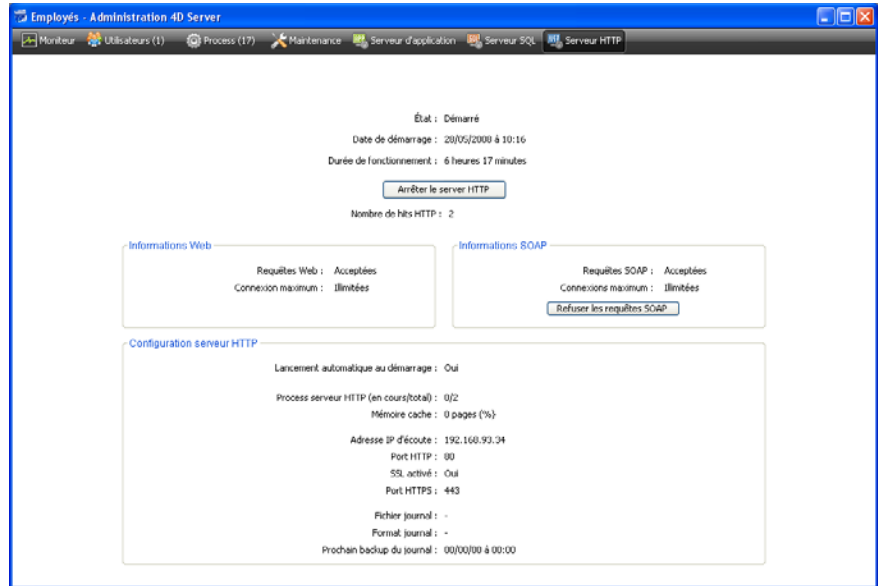 Employés - Administration 4D Server
Moniteur Utilisateurs (1) Process (17) Maintenance Serveur d'application Serveur SQL Serveur HTTP
État : Démarré
Date de démarrage : 20/05/2008 à 10:16
Durée de fonctionnement : 6 heures 17 minutes
Arrêter le server HTTP
Nombre de hits HTTP : 2
Informations Web
Requêtes Web : Acceptées
Connexion maximum : Illimitées
Informations SOAP
Requêtes SOAP : Acceptées
Connexions maximum : Illimitées
Refuser les requêtes SOAP
Configuration serveur HTTP
Lancement automatique au démarrage : Oui
Process serveur HTTP (en cours/total) : 0/2
Mémoire cache : 0 pages (%)
Adresse IP d'écoute : 192.168.93.34
Port HTTP : 80
SSL activé : Oui
Port HTTPS : 443
Fichier journal : -
Format journal : -
Prochain backup du journal : 00/00/00 à 00:00